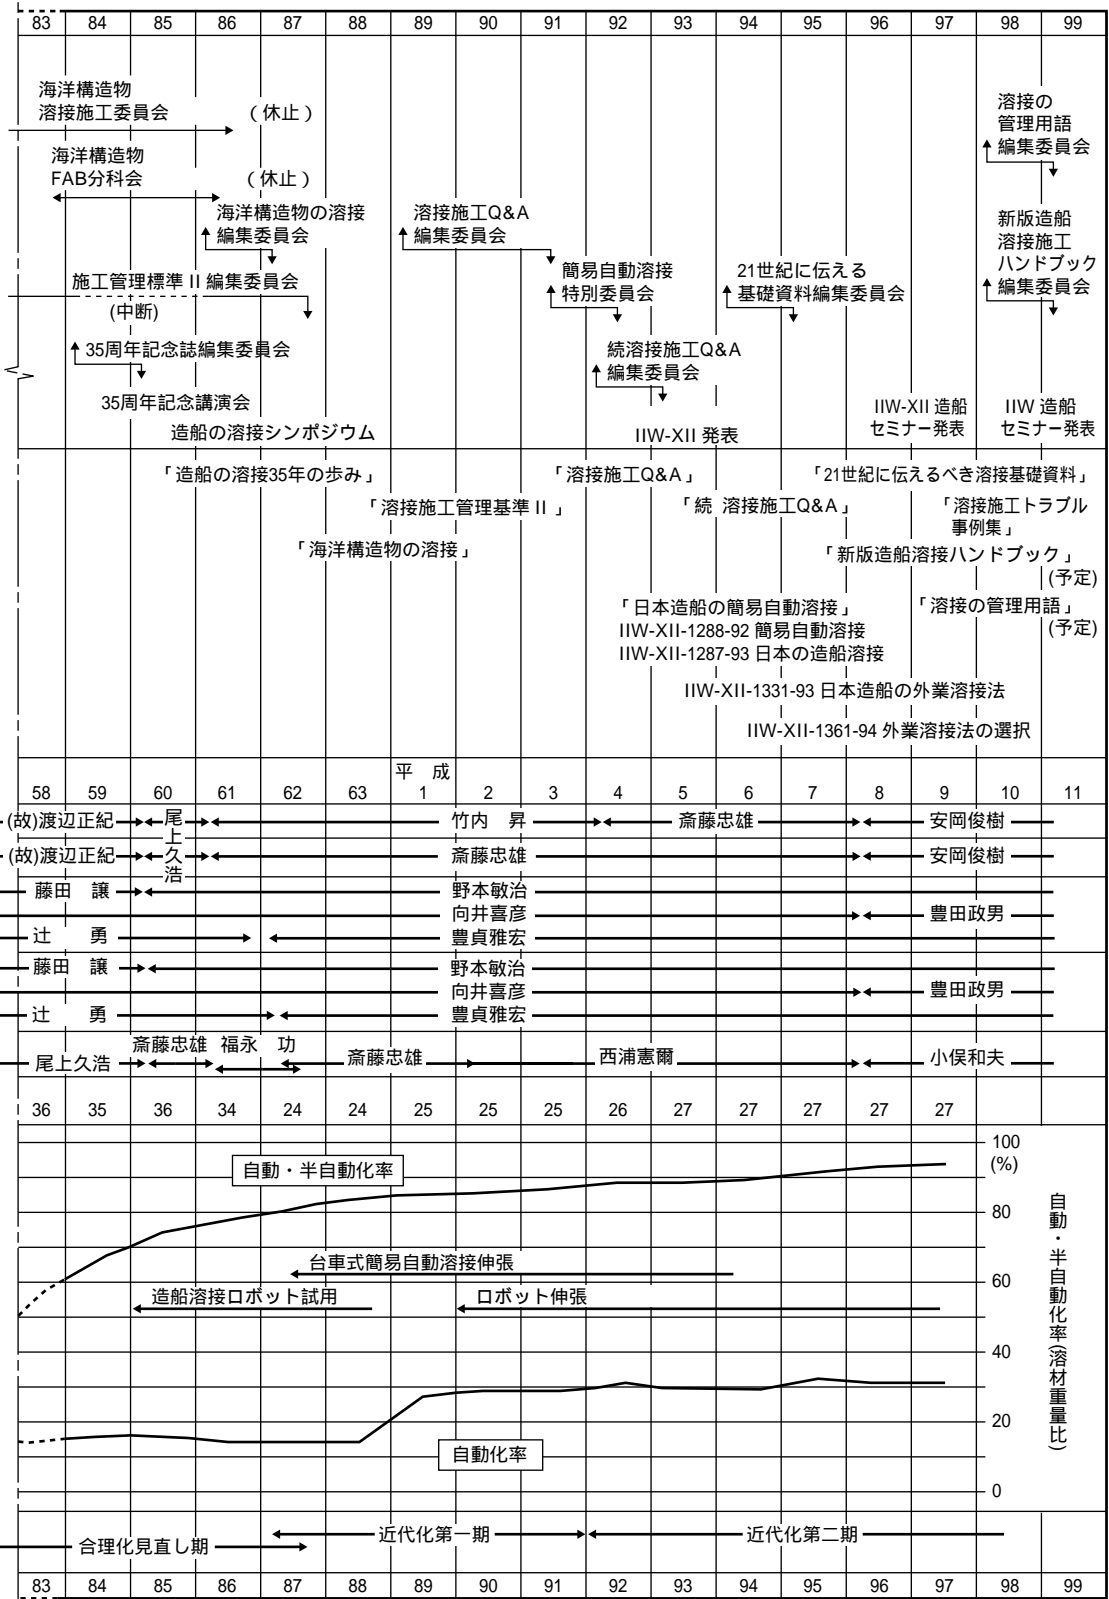 83 84 85 86 87 88 89 90 91 92 93 94 95 96 97 98 99
海洋構造物
溶接施工委員会 (休止)
溶接の
管理用語
編集委員会
海洋構造物
FAB分科会 (休止)
海洋構造物の溶接
編集委員会
溶接施工Q&A
編集委員会
新版造船
溶接施工
ハンドブック
編集委員会
簡易自動溶接
特別委員会
21世紀に伝える
基礎資料編集委員会
施工管理標準 II 編集委員会
(中断)
35周年記念誌編集委員会
続溶接施工Q&A
編集委員会
35周年記念講演会
造船の溶接シンポジウム
IIW-XII 発表
IIW-XII 造船
セミナー発表
IIW 造船
セミナー発表
「造船の溶接35年の歩み」 「溶接施工Q&A」 「21世紀に伝えるべき溶接基礎資料」
「溶接施工管理基準 II 」 「続 溶接施工Q&A」 「溶接施工トラブル
事例集」
「海洋構造物の溶接」 「新版造船溶接ハンドブック」
(予定)
「日本造船の簡易自動溶接」 「溶接の管理用語」
(予定)
IIW-XII-1288-92 簡易自動溶接
IIW-XII-1287-93 日本の造船溶接
IIW-XII-1331-93 日本造船の外業溶接法
IIW-XII-1361-94 外業溶接法の選択
平 成
58 59 60 61 62 63 1 2 3 4 5 6 7 8 9 10 11
(故)渡辺正紀 尾上久浩 竹内 昇 斎藤忠雄 安岡俊樹
(故)渡辺正紀 斎藤忠雄 安岡俊樹
藤田 譲 野本敏治
向井喜彦 豊田政男
辻 勇 豊貞雅宏
藤田 譲 野本敏治
向井喜彦 豊田政男
辻 勇 豊貞雅宏
尾上久浩 斎藤忠雄 福永 功 斎藤忠雄 西浦憲爾 小俣和夫
36 35 36 34 24 24 25 25 25 26 27 27 27 27 27
100
(%)
自動・半自動化率
80
台車式簡易自動溶接伸張
60
造船溶接ロボット試用 ロボット伸張
40
20
自動化率
0
自動・半自動化率(溶材重量比)
合理化見直し期 近代化第一期 近代化第二期
83 84 85 86 87 88 89 90 91 92 93 94 95 96 97 98 99